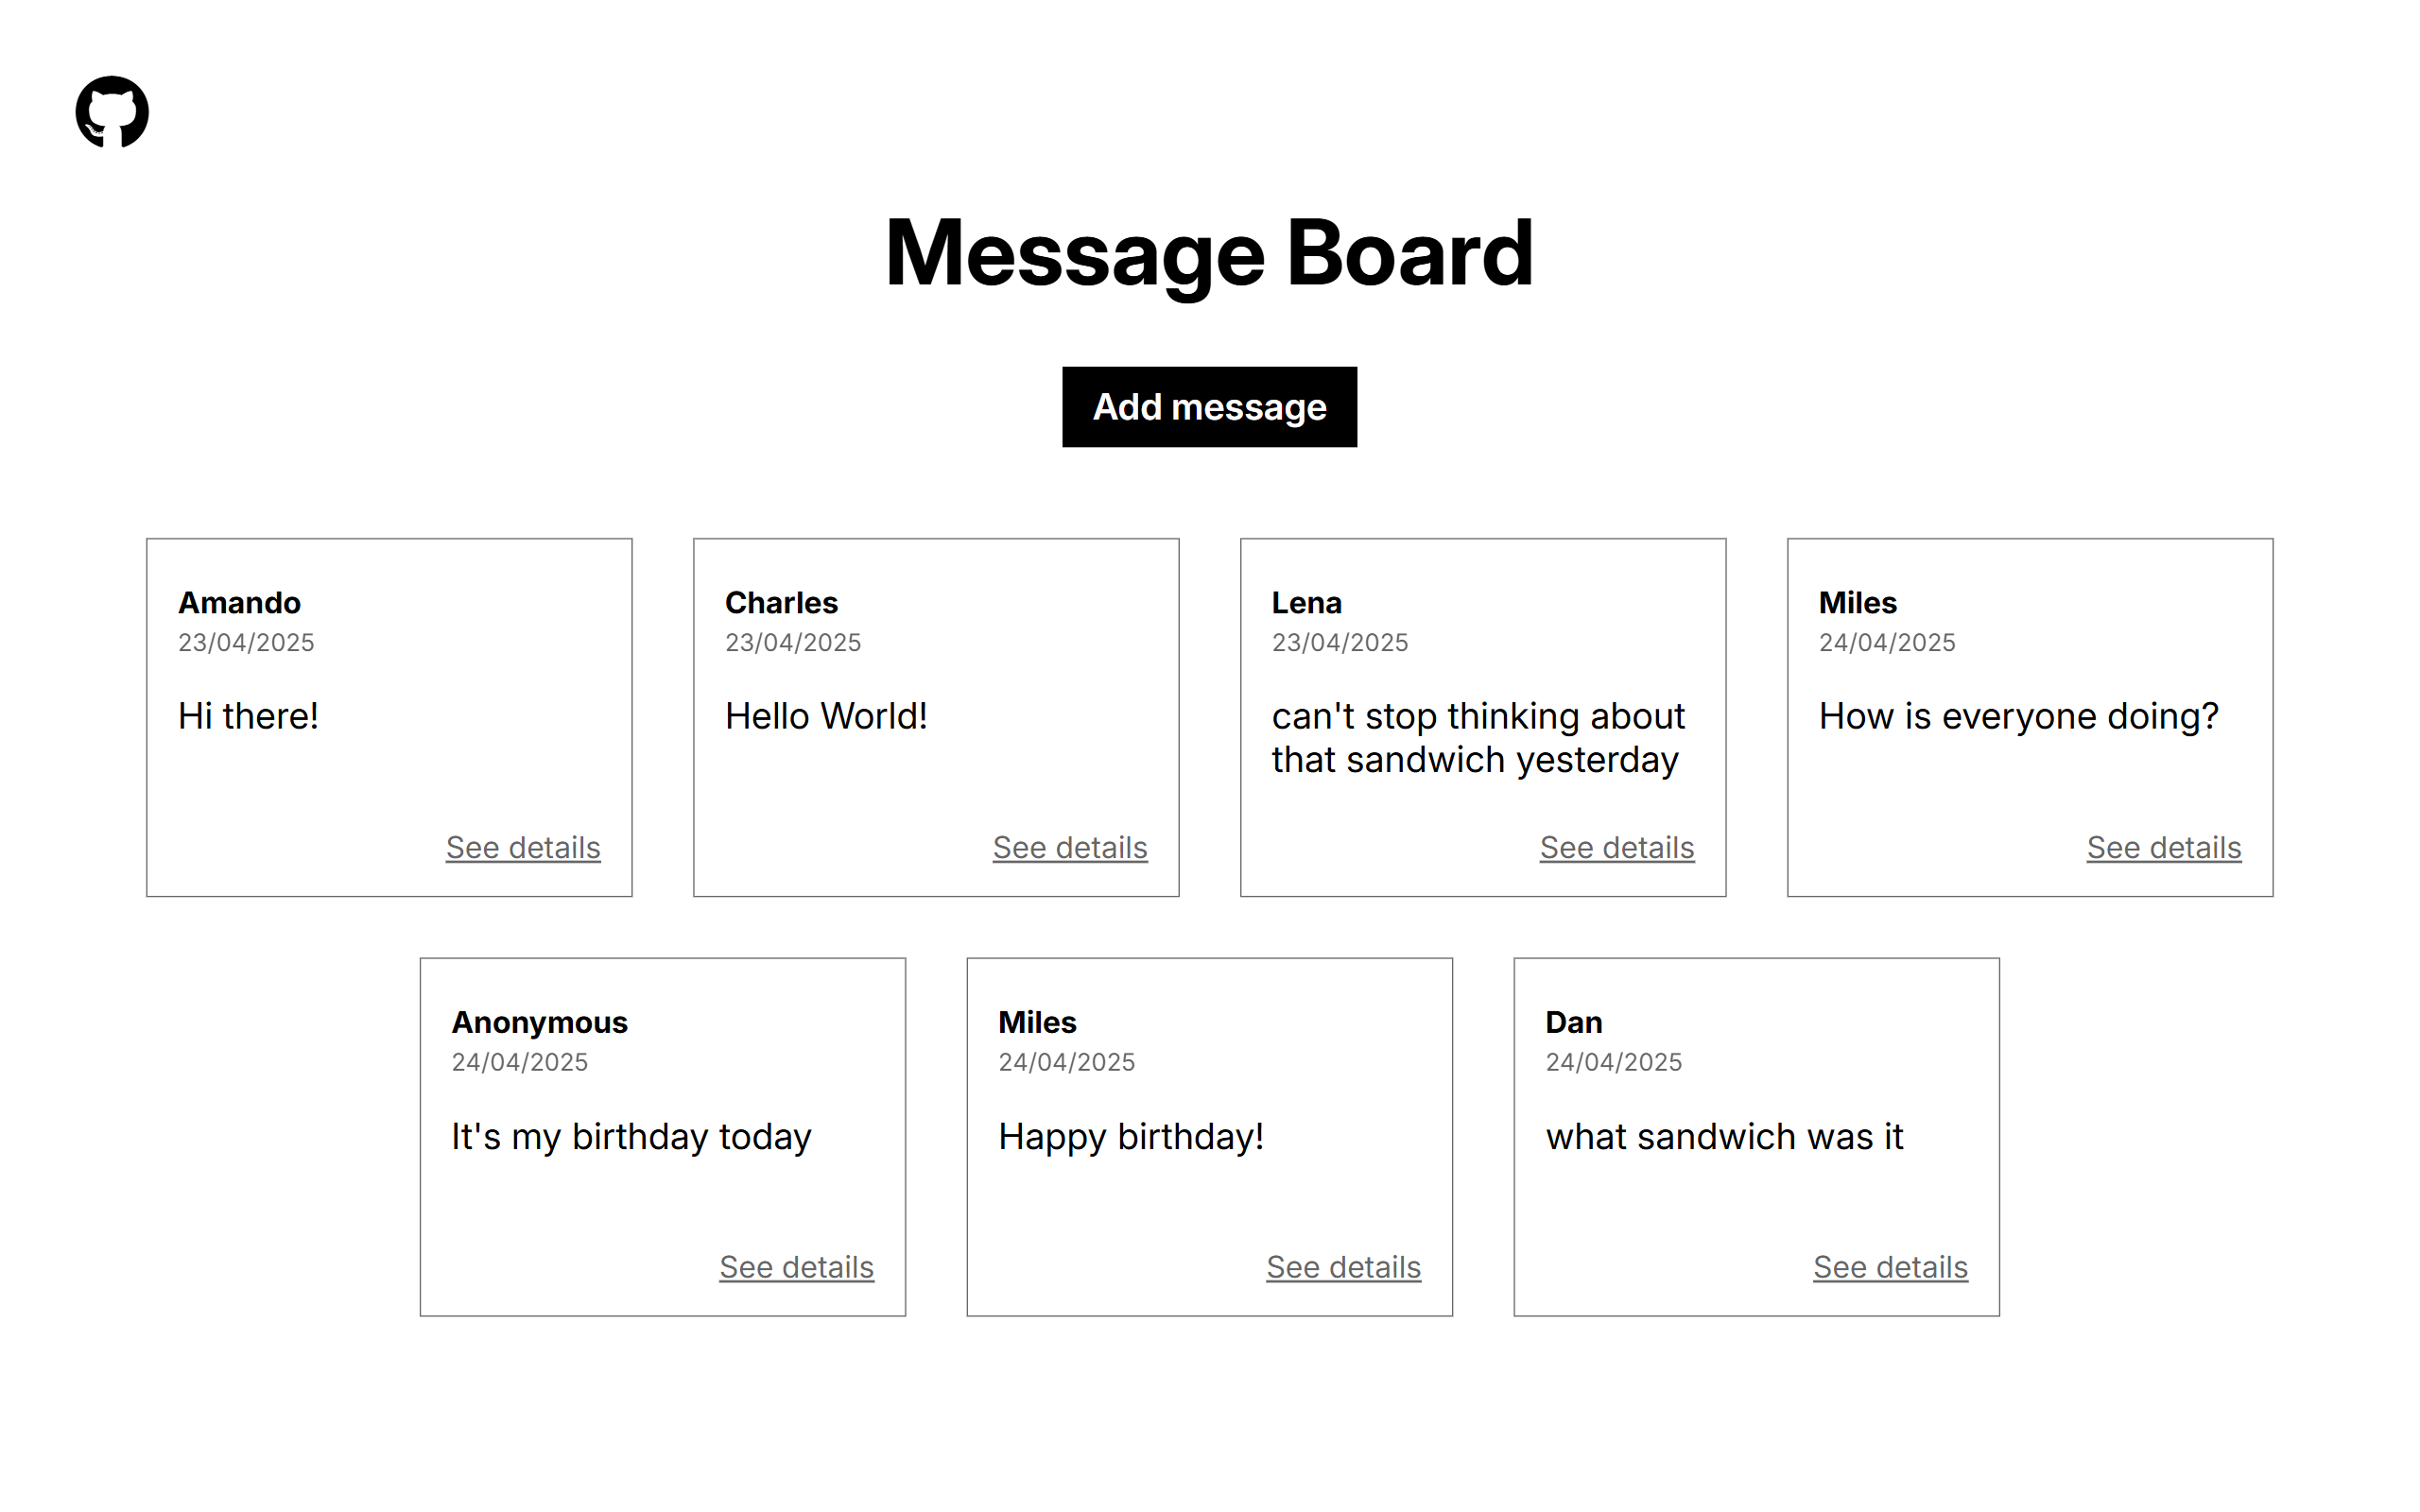 Message Board
Add message
Amando
23/04/2025
Hi there!
See details
Charles
23/04/2025
Hello World!
See details
Lena
23/04/2025
can't stop thinking about
that sandwich yesterday
See details
Miles
24/04/2025
How is everyone doing?
See details
Anonymous
24/04/2025
It's my birthday today
See details
Miles
24/04/2025
Happy birthday!
See details
Dan
24/04/2025
what sandwich was it
See details